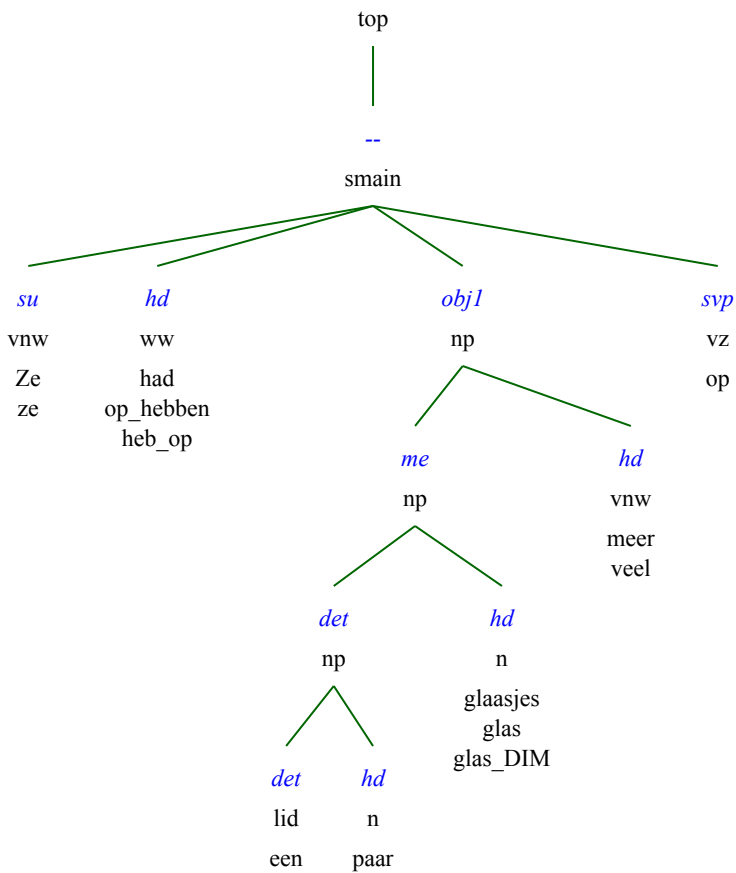 top
--
smain
su hd obj1 svp
vnw ww np vz
Ze had op
ze op_hebben
heb_op
me hd
np vnw
meer
veel
det hd
np n
glaasjes
glas
glas_DIM
det hd
lid n
een paar